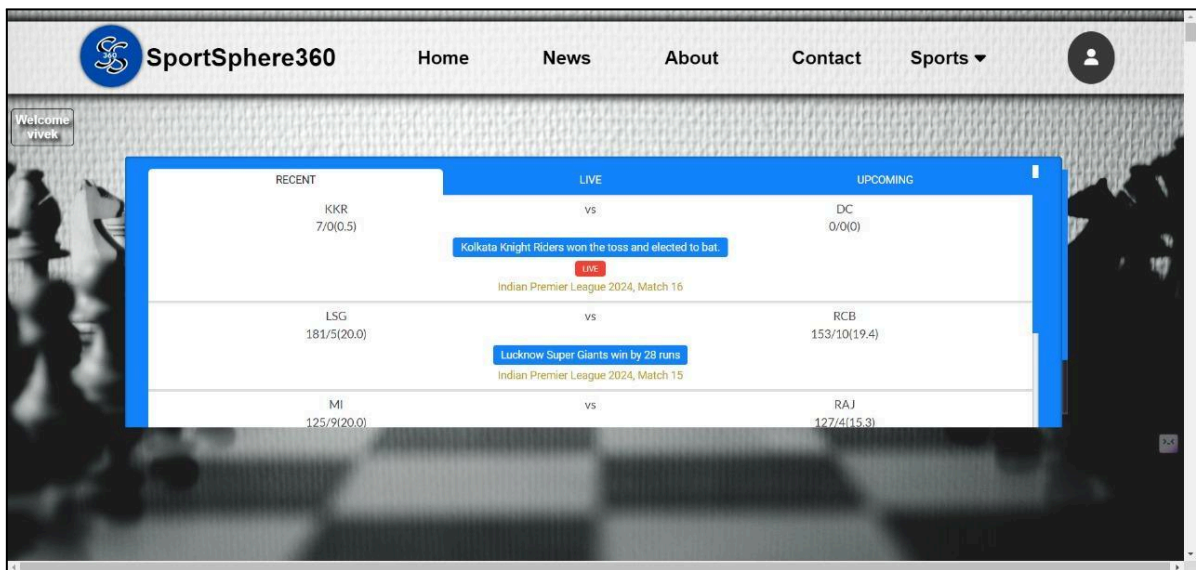 SportSphere360 Home News About Contact Sports
Welcome
vivek
RECENT LIVE UPCOMING
KKR vs DC
7/0(0.5) 0/0(0)
Kolkata Knight Riders won the toss and elected to bat.
LIVE
Indian Premier League 2024, Match 16
LSG vs RCB
181/5(20.0) 153/10(19.4)
Lucknow Super Giants win by 28 runs
Indian Premier League 2024, Match 15
MI vs RAJ
125/9(20.0) 127/4(15.3)